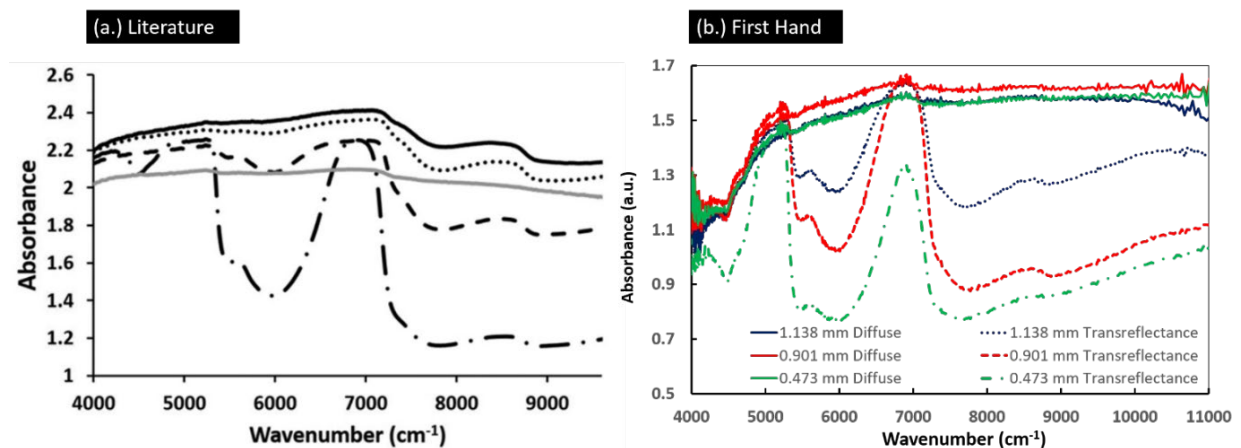 (a.) Literature
2.6
2.4
2.2
2
1.8
1.6
1.4
1.2
1
Absorbance
4000 5000 6000 7000 8000 9000
Wavenumber (cm⁻¹)
(b.) First Hand
1.7
1.5
1.3
1.1
0.9
0.7
0.5
Absorbance (a.u.)
1.138 mm Diffuse 1.138 mm Transreflectance
0.901 mm Diffuse 0.901 mm Transreflectance
0.473 mm Diffuse 0.473 mm Transreflectance
4000 5000 6000 7000 8000 9000 10000 11000
Wavenumber (cm⁻¹)